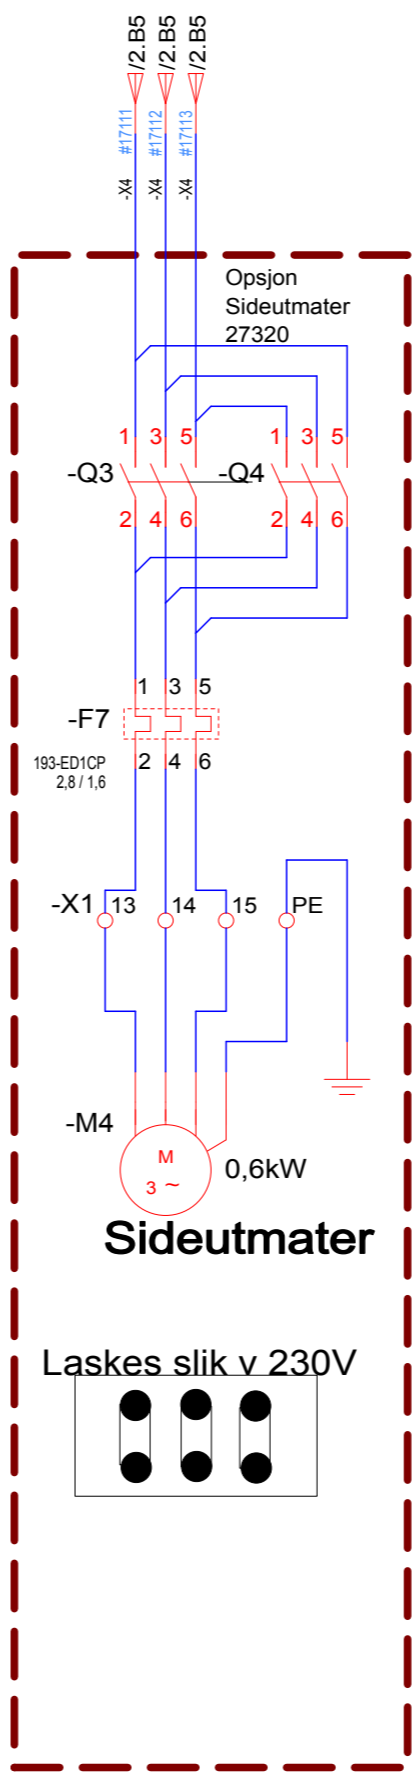 /2.B5 /2.B5 /2.B5
#17111 #17112 #17113
-X4 -X4 -X4
Opsjon
Sideutmater
27320
1 3 5 1 3 5
-Q3 -Q4
2 4 6 2 4 6
1 3 5
-F7
193-ED1CP 2 4 6
2,8 / 1,6
-X1 13 14 15 PE
-M4
M
3 ~
0,6kW
Sideutmater
Laskes slik v 230V